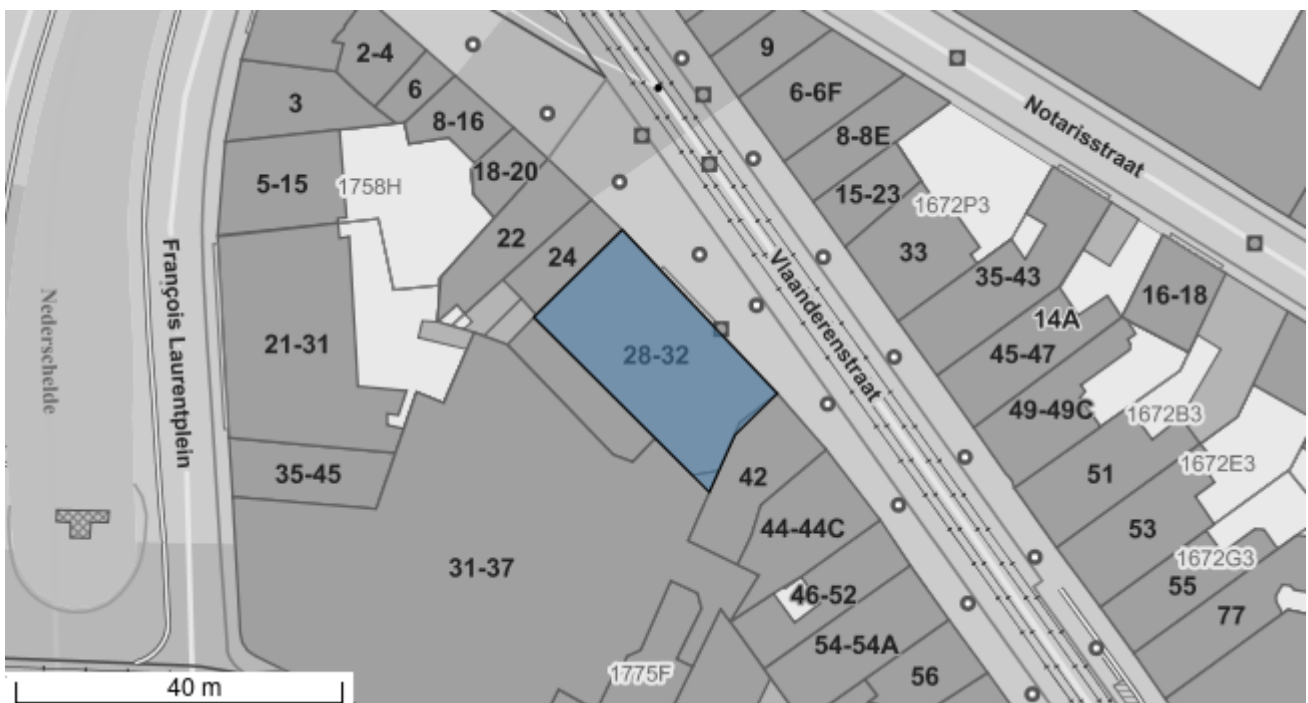 2-4
9
3
6
6-6F
8-16
8-8E
Notarisstraat
5-15
1758H
18-20
15-23
1672P3
22
33
24
35-43
Vlaanderenstraat
16-18
François Laurentplein
Nederschelde
14A
21-31
28-32
45-47
49-49C
1672B3
35-45
42
51
1672E3
44-44C
53
31-37
1672G3
46-52
55
77
54-54A
1775F
56
40 m